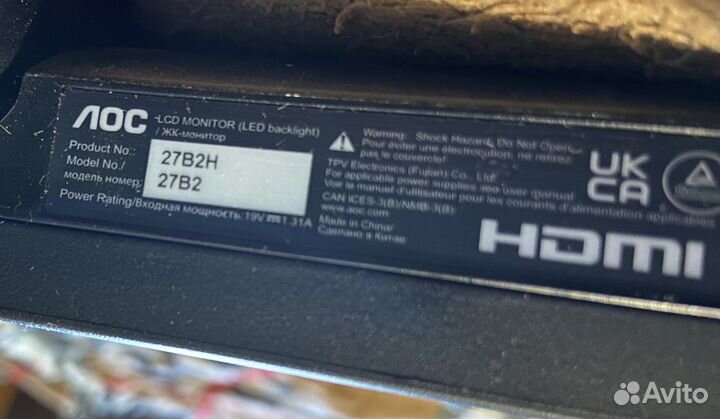 AOC
LCD MONITOR (LED backlight)
/ ЖК-монитор
Product No.: 27B2H
Model No./
модель номер: 27B2
Power Rating/Входная мощность:19V⎓1.31A
Warning: Shock Hazard, Do Not Open
Pour éviter d'électrocution, ne retirez
pas le couvercle!
TPV Electronics (Fujian) Co., Ltd.
For applicable power supplies see user manual.
Voir le manuel d'utilisateur pour les courants d'alimentation applicables
CAN ICES-3(B)/NMB-3(B)
www.aoc.com
Made in China/
Сделано в Китае
UK
CA
HDMI
Avito